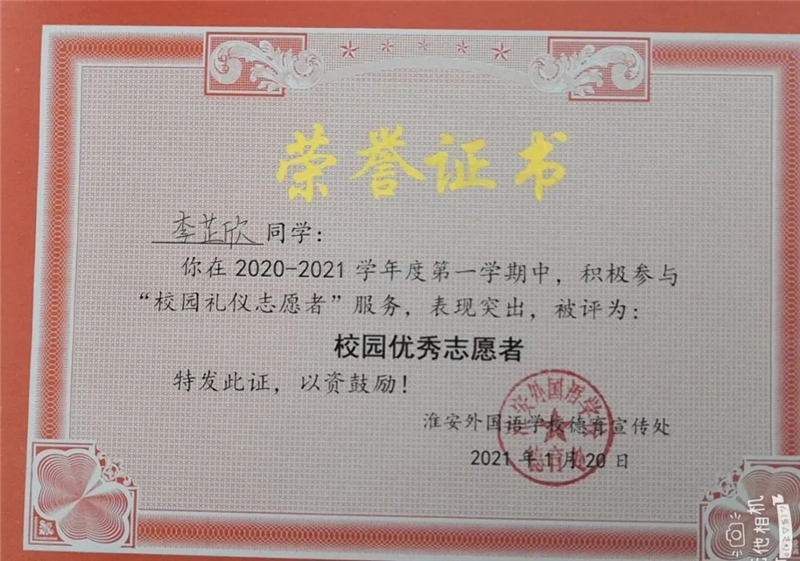 荣誉证书
李芷欣同学：
你在2020-2021学年度第一学期中，积极参与
“校园礼仪志愿者”服务，表现突出，被评为：
校园优秀志愿者
特发此证，以资鼓励！
淮安外国语学校德育宣传处
2021年1月20日